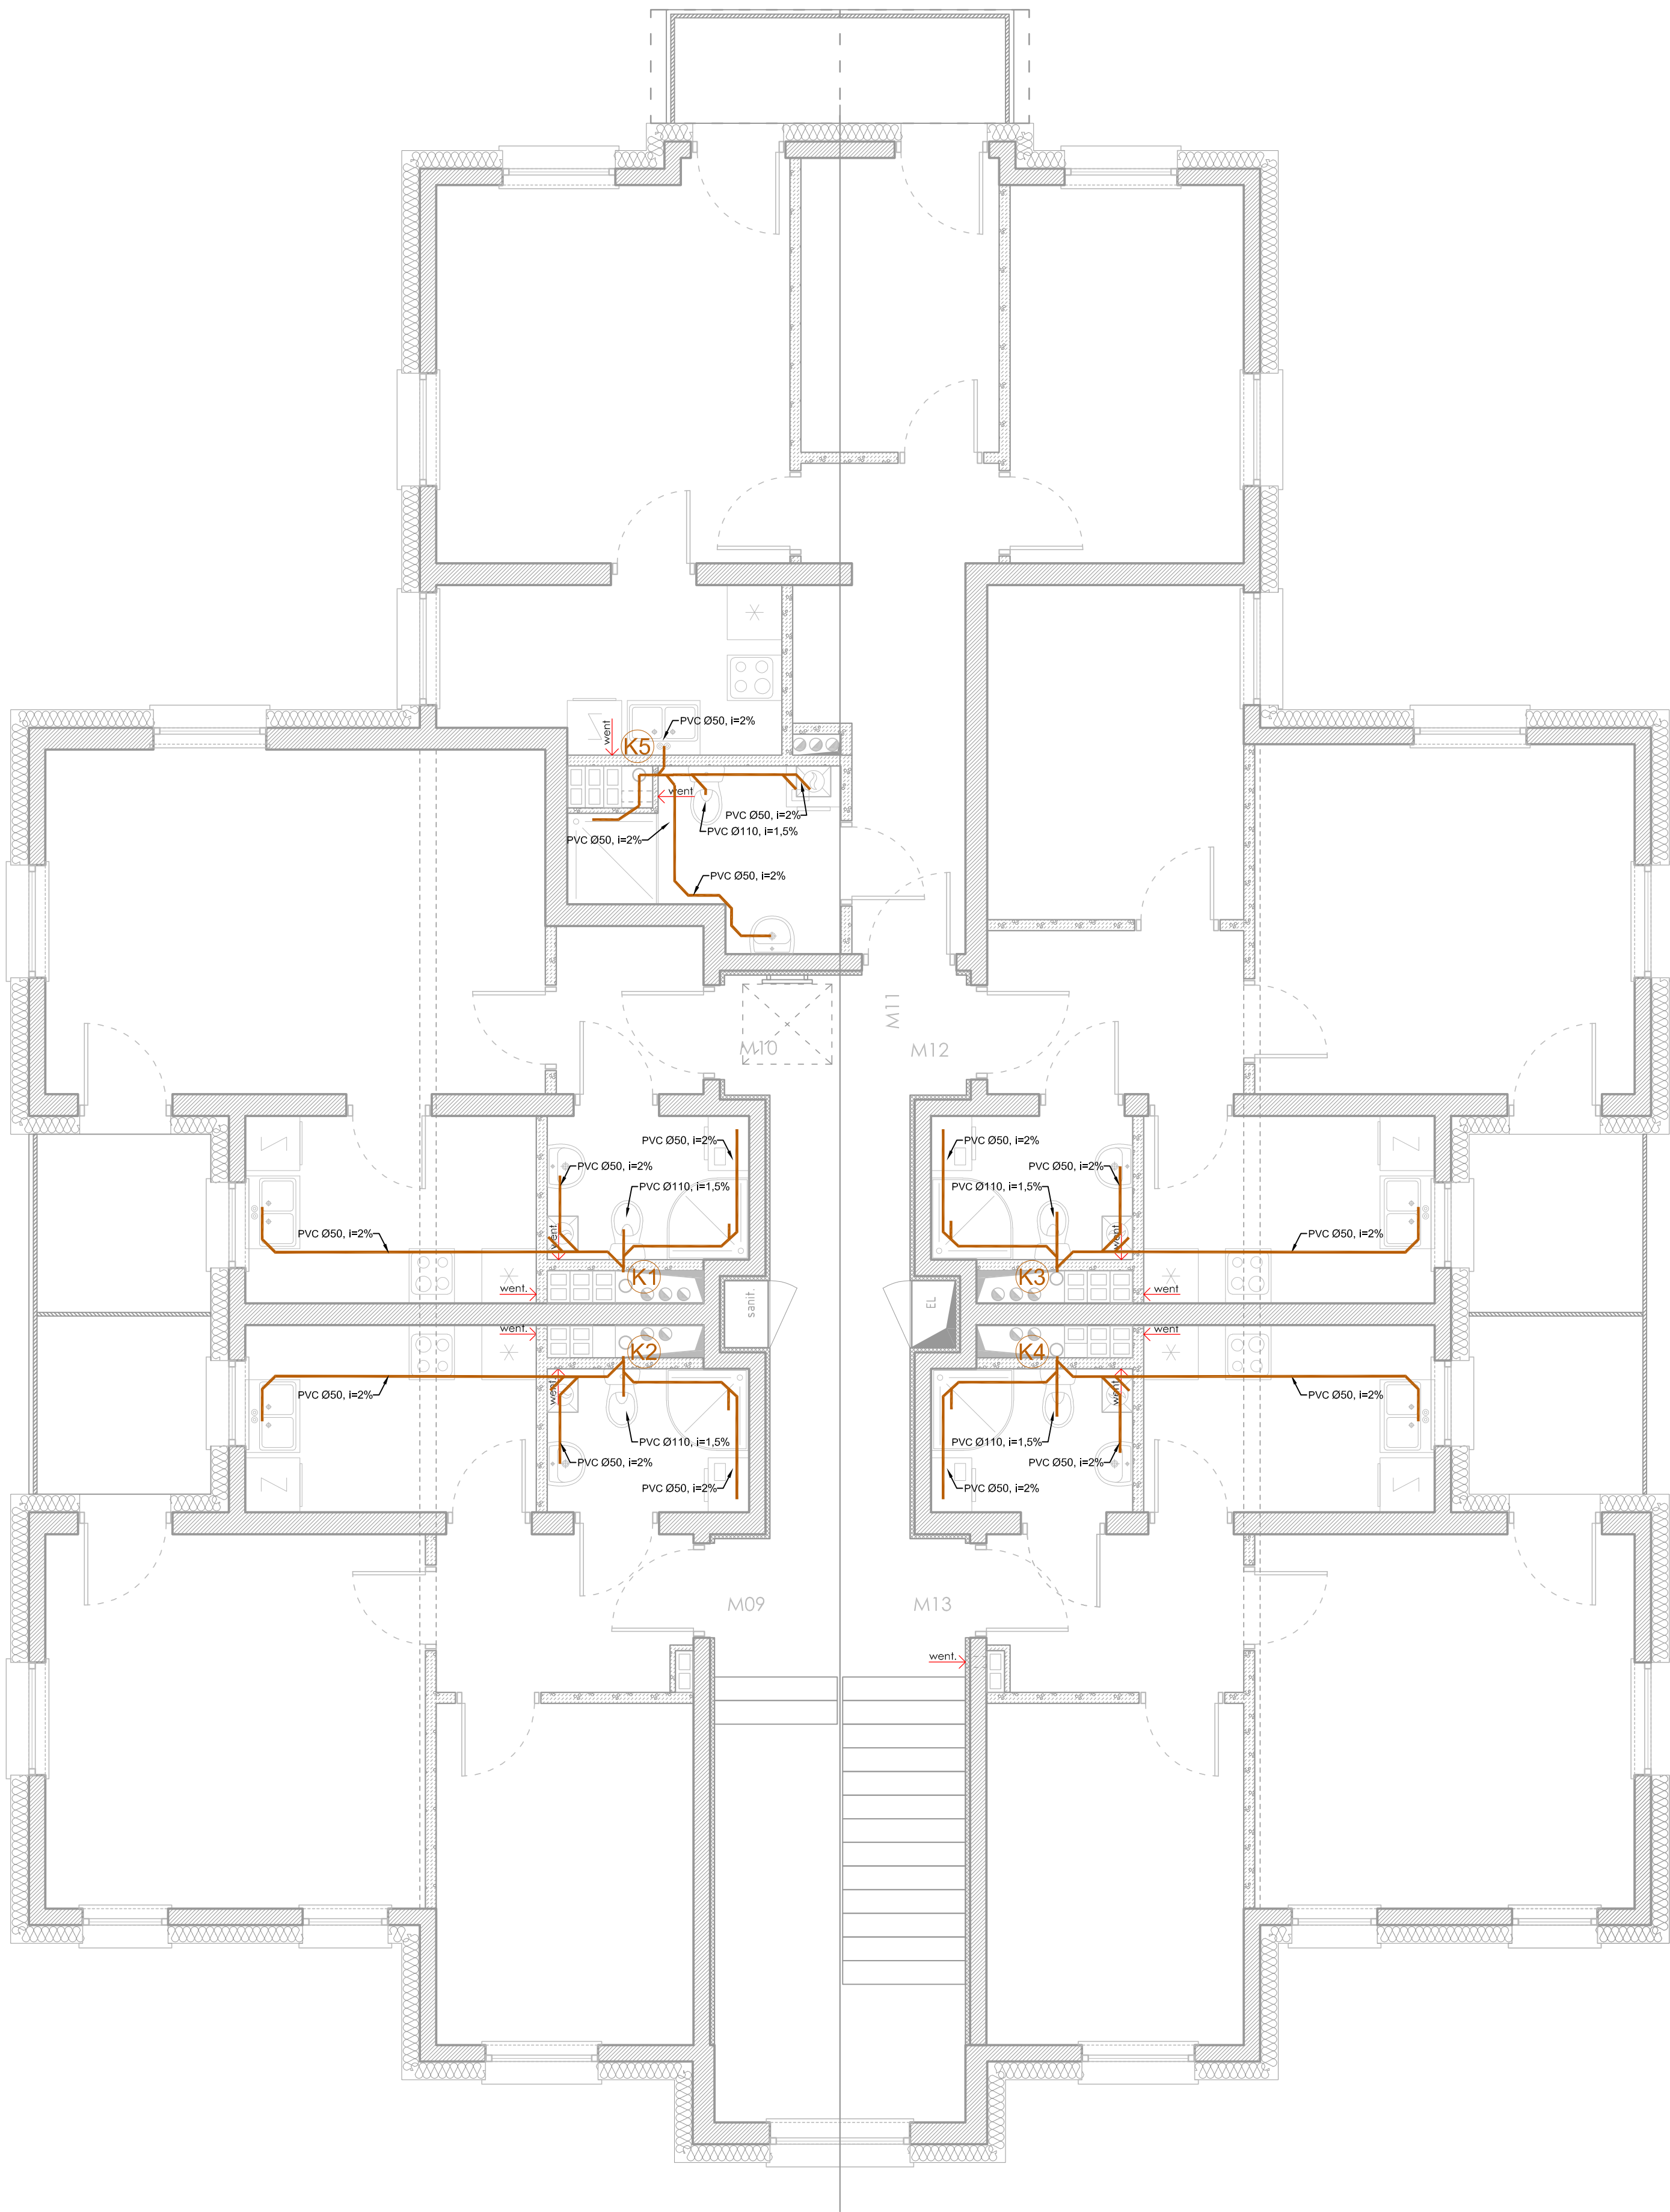 PVC Ø50, i=2%
went
K5
went
PVC Ø50, i=2%
PVC Ø110, i=1,5%
PVC Ø50, i=2%
PVC Ø50, i=2%
M11
M10
M12
PVC Ø50, i=2%
PVC Ø50, i=2%
PVC Ø50, i=2%
PVC Ø50, i=2%
PVC Ø110, i=1,5%
PVC Ø110, i=1,5%
PVC Ø50, i=2%
went.
went
PVC Ø50, i=2%
K1
K3
went.
sanit.
EL
went
went.
went
K2
K4
PVC Ø50, i=2%
went.
went
PVC Ø50, i=2%
PVC Ø110, i=1,5%
PVC Ø110, i=1,5%
PVC Ø50, i=2%
PVC Ø50, i=2%
PVC Ø50, i=2%
PVC Ø50, i=2%
M09
M13
went.